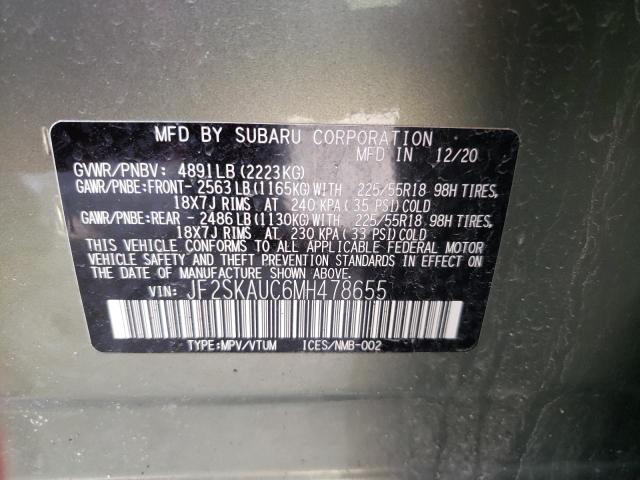 MFD BY SUBARU CORPORATION
MFD IN 12/20
GVWR/PNBV: 4891LB(2223KG)
GAWR/PNBE:FRONT- 2563LB(1165KG)WITH 225/55R18 98H TIRES,
18X7J RIMS AT 240 KPA(35 PSI)COLD
GAWR/PNBE:REAR - 2486LB(1130KG)WITH 225/55R18 98H TIRES,
18X7J RIMS AT 230 KPA(33 PSI)COLD
THIS VEHICLE CONFORMS TO ALL APPLICABLE FEDERAL MOTOR
VEHICLE SAFETY AND THEFT PREVENTION STANDARDS IN EFFECT
ON THE DATE OF MANUFACTURE SHOWN ABOVE.
VIN: JF2SKAUC6MH478655
TYPE:MPV/VTUM ICES/NMB-002